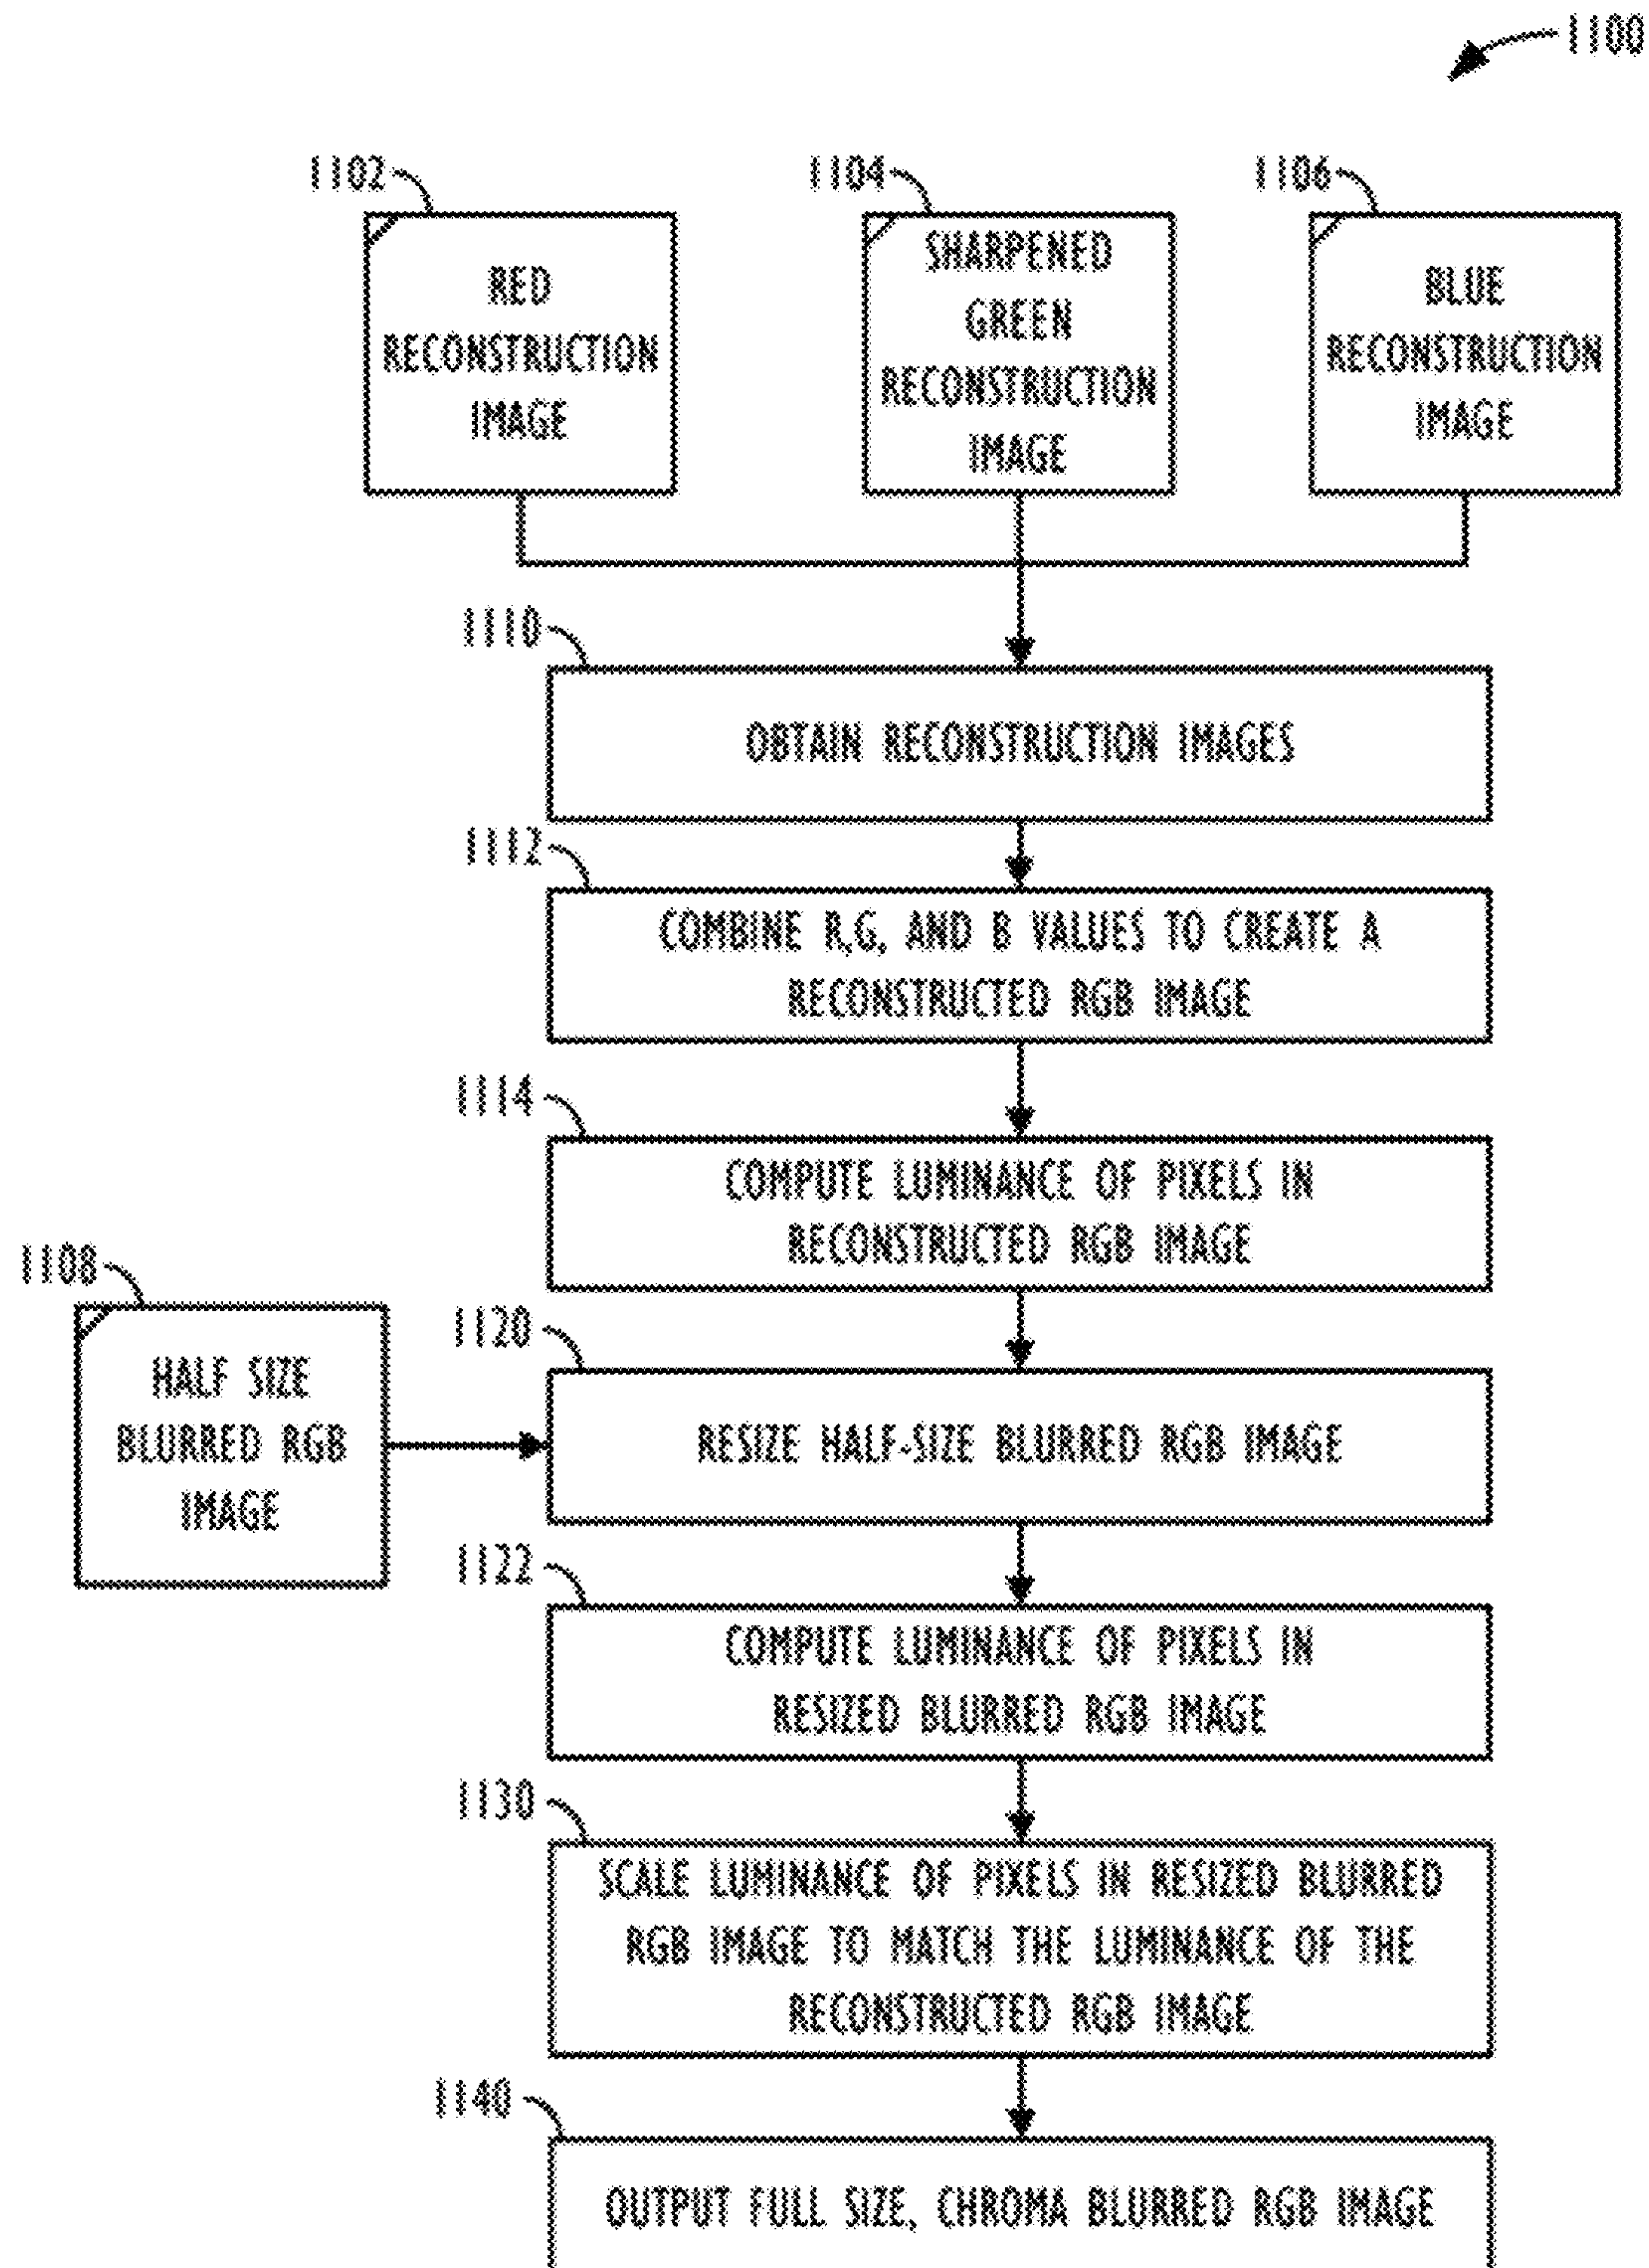 1100
1102
1104
1106
RED
RECONSTRUCTION
IMAGE
SHARPENED
GREEN
RECONSTRUCTION
IMAGE
BLUE
RECONSTRUCTION
IMAGE
1110
OBTAIN RECONSTRUCTION IMAGES
1112
COMBINE R,G, AND B VALUES TO CREATE A
RECONSTRUCTED RGB IMAGE
1114
COMPUTE LUMINANCE OF PIXELS IN
RECONSTRUCTED RGB IMAGE
1108
HALF SIZE
BLURRED RGB
IMAGE
1120
RESIZE HALF-SIZE BLURRED RGB IMAGE
1122
COMPUTE LUMINANCE OF PIXELS IN
RESIZED BLURRED RGB IMAGE
1130
SCALE LUMINANCE OF PIXELS IN RESIZED BLURRED
RGB IMAGE TO MATCH THE LUMINANCE OF THE
RECONSTRUCTED RGB IMAGE
1140
OUTPUT FULL SIZE, CHROMA BLURRED RGB IMAGE